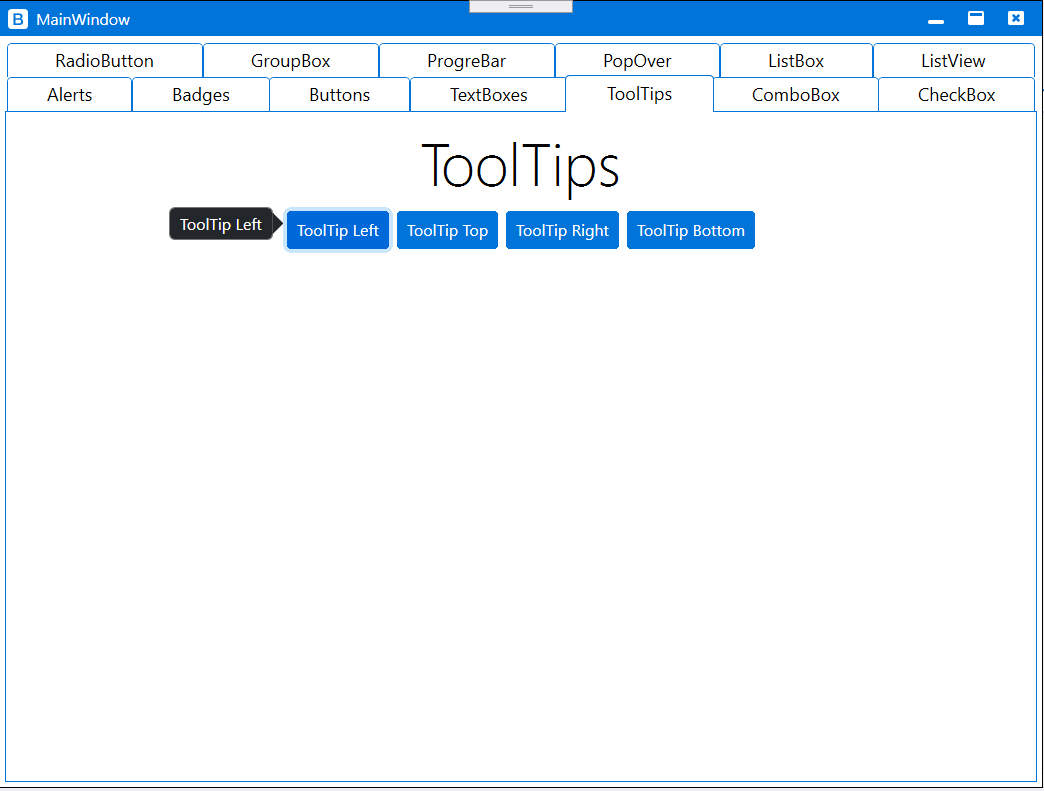 B MainWindow
RadioButton GroupBox ProgreBar PopOver ListBox ListView
Alerts Badges Buttons TextBoxes ToolTips ComboBox CheckBox
ToolTips
ToolTip Left ToolTip Left ToolTip Top ToolTip Right ToolTip Bottom